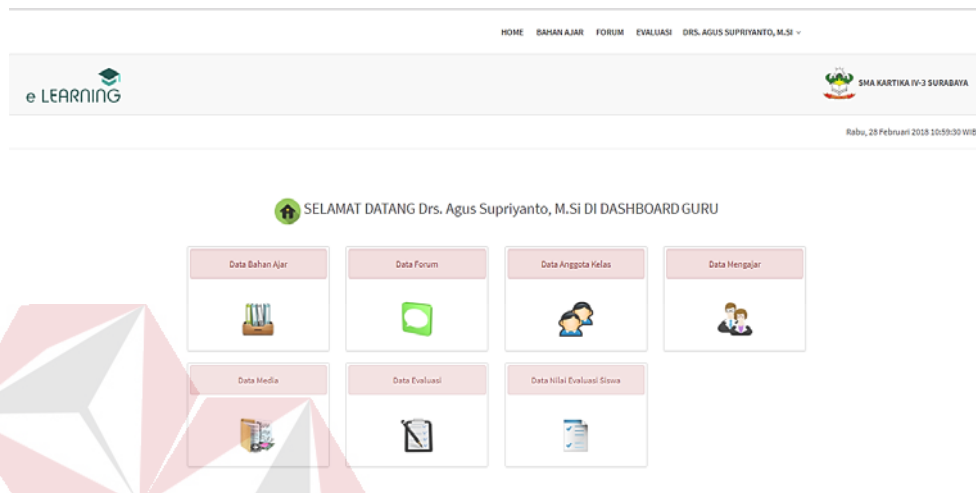 HOME BAHAN AJAR FORUM EVALUASI DRS. AGUS SUPRIYANTO, M.SI
e LEARNING
SMA KARTIKA IV-3 SURABAYA
Rabu, 28 Februari 2018 10:59:30 WIB
SELAMAT DATANG Drs. Agus Supriyanto, M.Si DI DASHBOARD GURU
Data Bahan Ajar Data Forum Data Anggota Kelas Data Mengajar
Data Media Data Evaluasi Data Nilai Evaluasi Siswa